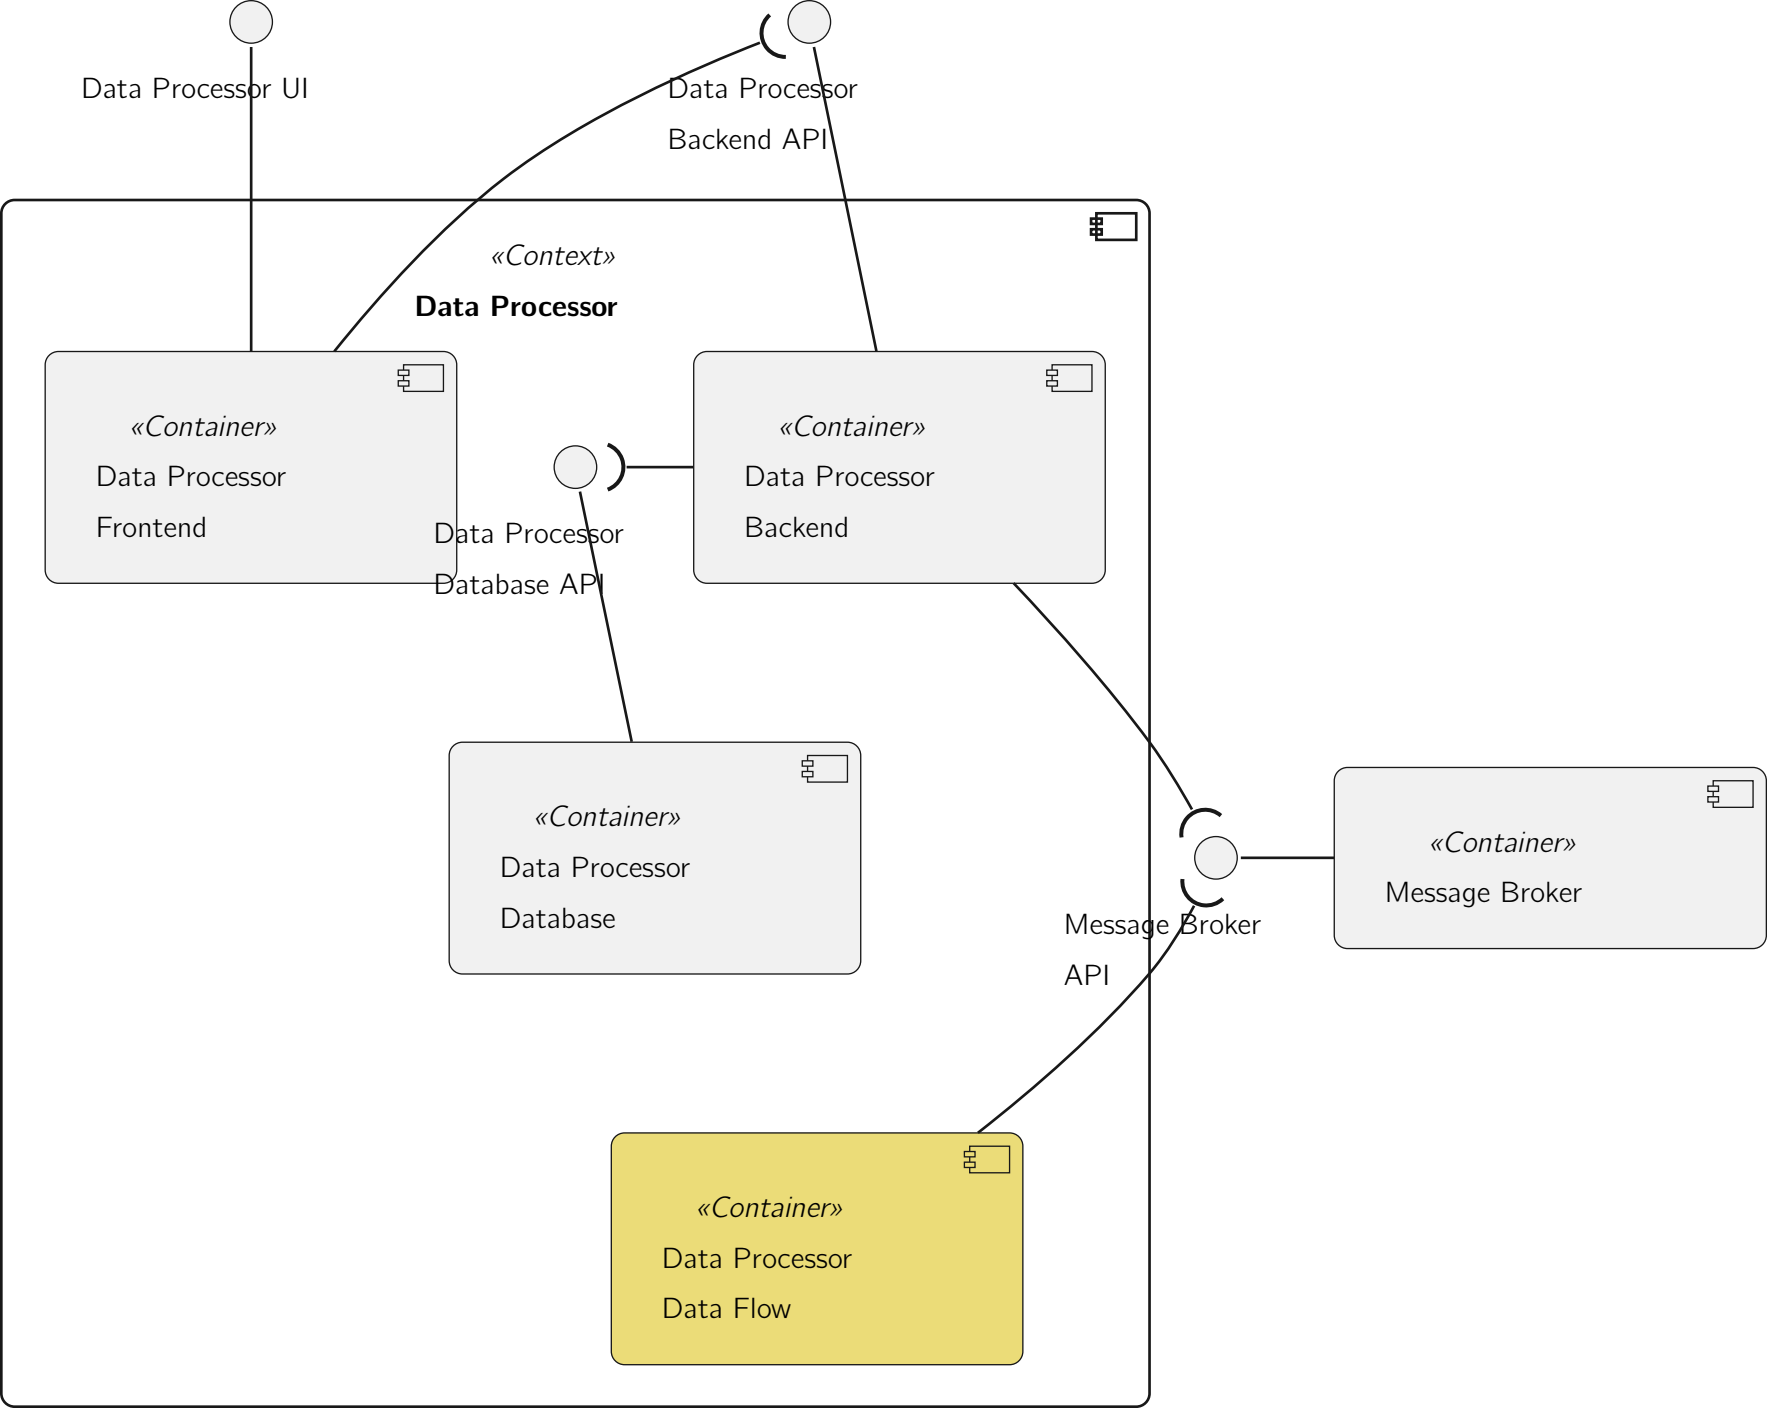 Data Processor UI
Data Processor
Backend API
«Context»
Data Processor
«Container»
Data Processor
Frontend
«Container»
Data Processor
Backend
Data Processor
Database API
«Container»
Data Processor
Database
«Container»
Message Broker
Message Broker
API
«Container»
Data Processor
Data Flow